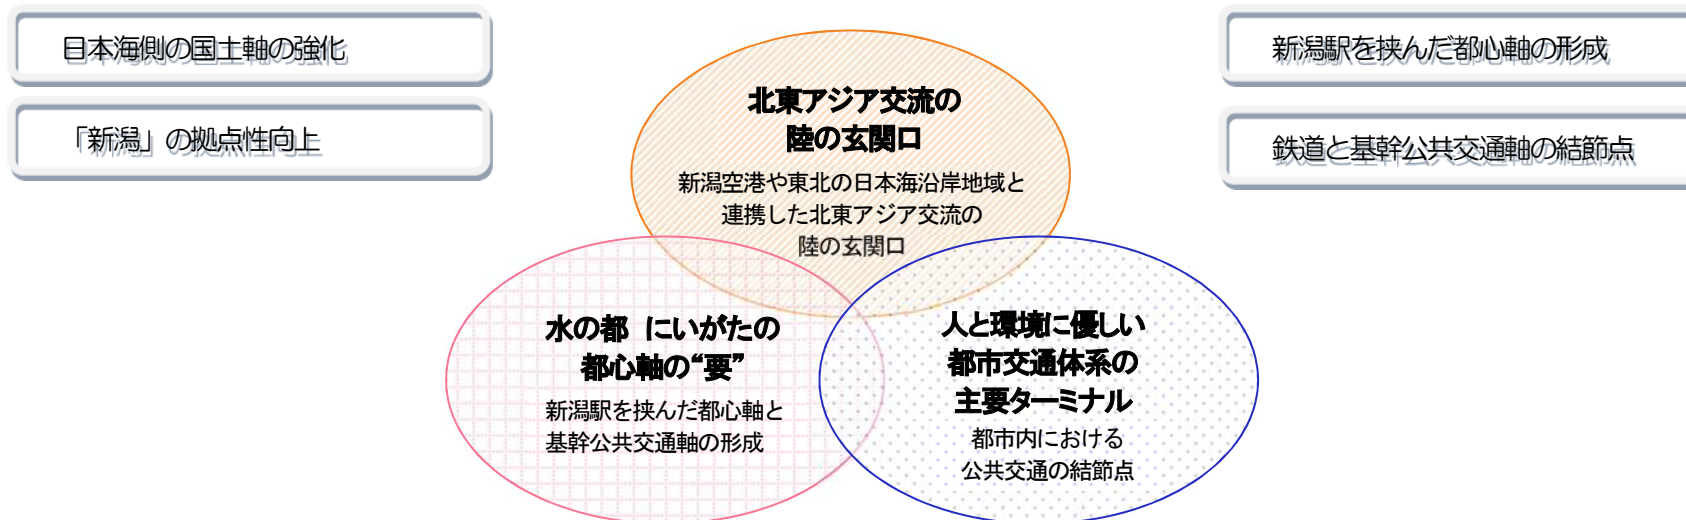 日本海側の国土軸の強化
「新潟」の拠点性向上
新潟駅を挟んだ都心軸の形成
鉄道と基幹公共交通軸の結節点
北東アジア交流の
陸の玄関口
新潟空港や東北の日本海沿岸地域と
連携した北東アジア交流の
陸の玄関口
水の都 にいがたの
都心軸の“要”
新潟駅を挟んだ都心軸と
基幹公共交通軸の形成
人と環境に優しい
都市交通体系の
主要ターミナル
都市内における
公共交通の結節点